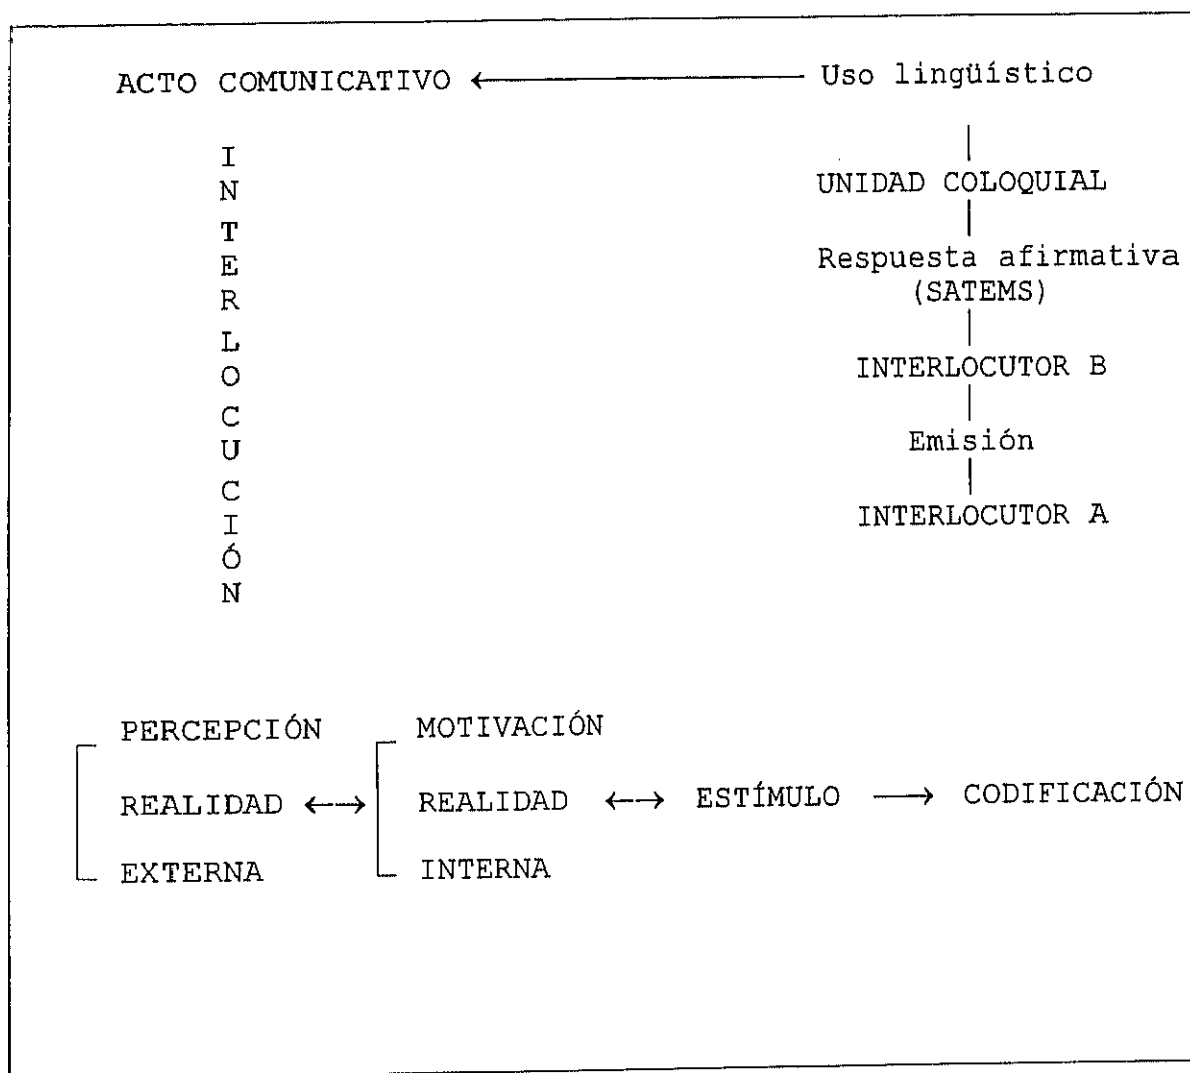 ACTO COMUNICATIVO ← Uso lingüístico
I
N
T
E
R
L
O
C
U
C
I
Ó
N
UNIDAD COLOQUIAL
Respuesta afirmativa
(SATEMS)
INTERLOCUTOR B
Emisión
INTERLOCUTOR A
PERCEPCIÓN MOTIVACIÓN
REALIDAD ←→ REALIDAD ←→ ESTÍMULO → CODIFICACIÓN
EXTERNA INTERNA